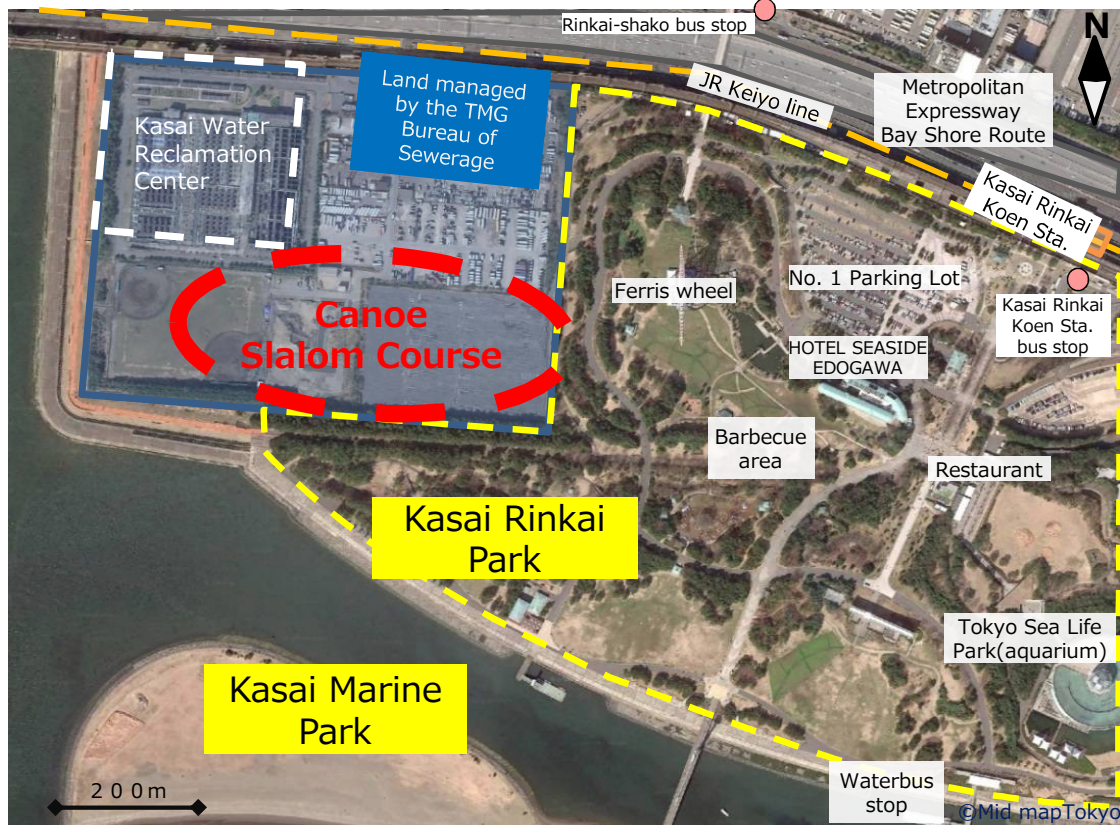 Rinkai-shako bus stop
N
Land managed
by the TMG
Bureau of
Sewerage
JR Keiyo line
Metropolitan
Expressway
Bay Shore Route
Kasai Water
Reclamation
Center
Kasai Rinkai
Koen Sta.
Ferris wheel
No. 1 Parking Lot
Kasai Rinkai
Koen Sta.
bus stop
Canoe
Slalom Course
HOTEL SEASIDE
EDOGAWA
Barbecue
area
Restaurant
Kasai Rinkai
Park
Tokyo Sea Life
Park(aquarium)
Kasai Marine
Park
Waterbus
stop
200m
©Mid mapTokyo